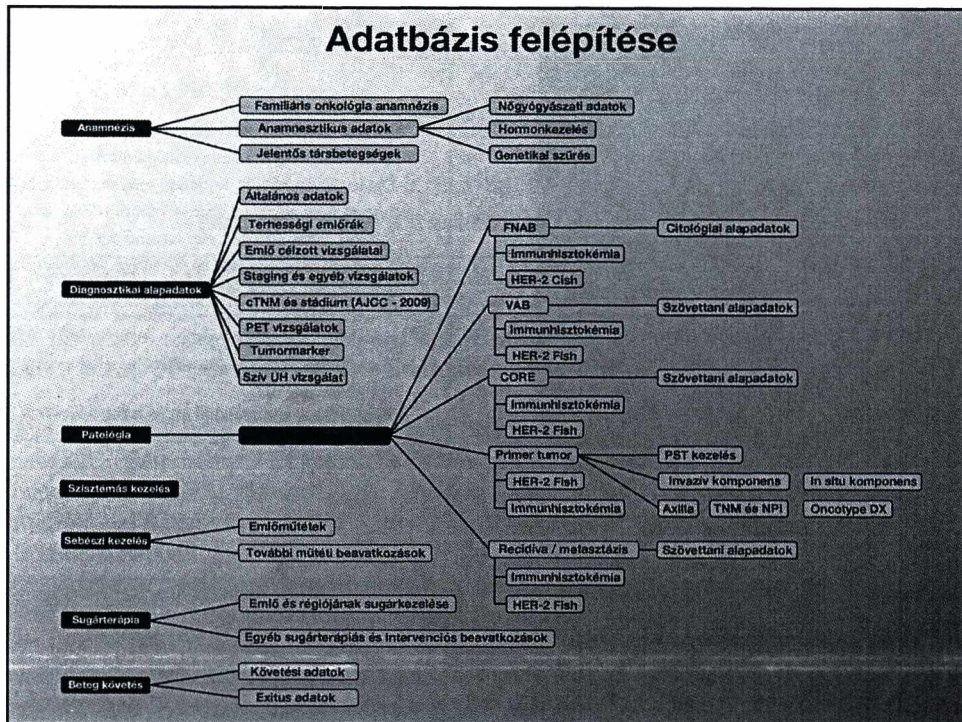 Adatbázis felépítése
Anamnézis
Familiáris onkológia anamnézis
Anamnesztikus adatok
Jelentős társbetegségek
Nőgyógyászati adatok
Hormonkezelés
Genetikai szűrés
Diagnosztikai alapadatok
Általános adatok
Terhességi emlőrák
Emlő célzott vizsgálatai
Staging és egyéb vizsgálatok
cTNM és stádium (AJCC - 2009)
PET vizsgálatok
Tumormarker
Szív UH vizsgálat
Patológia
FNAB
Citológiai alapadatok
Immunhisztokémia
HER-2 Cish
VAB
Szövettani alapadatok
Immunhisztokémia
HER-2 Fish
CORE
Szövettani alapadatok
Immunhisztokémia
HER-2 Fish
Primer tumor
PST kezelés
HER-2 Fish
Invazív komponens
In situ komponens
Immunhisztokémia
Axilla
TNM és NPI
Oncotype DX
Recidíva / metasztázis
Szövettani alapadatok
Immunhisztokémia
HER-2 Fish
Szisztémás kezelés
Sebészi kezelés
Emlőműtétek
További műtéti beavatkozások
Sugárterápia
Emlő és régiójának sugárkezelése
Egyéb sugárterápiás és intervenciós beavatkozások
Beteg követés
Követési adatok
Exitus adatok